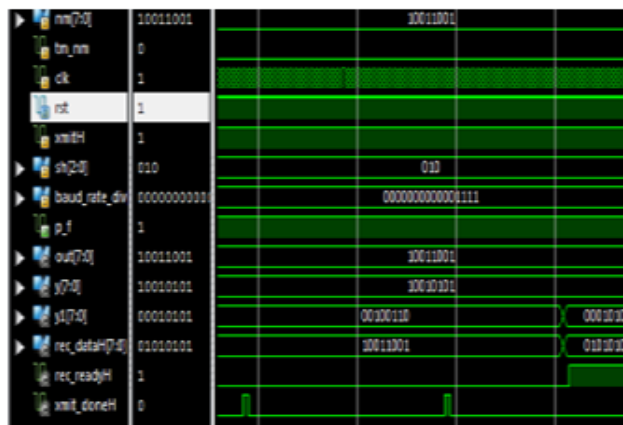 nm[7:0] 10011001 10011001
tm_nm 0
clk 1
rst 1
xmitH 1
sh[2:0] 010 010
baud_rate_div 00000000000 0000000000001111
p_f 1
out[7:0] 10011001 10011001
y[7:0] 10010101 10010101
y1[7:0] 00010101 00100110 0001010
rec_dataH[7:0] 01010101 10011001 0101010
rec_readyH 1
xmit_doneH 0